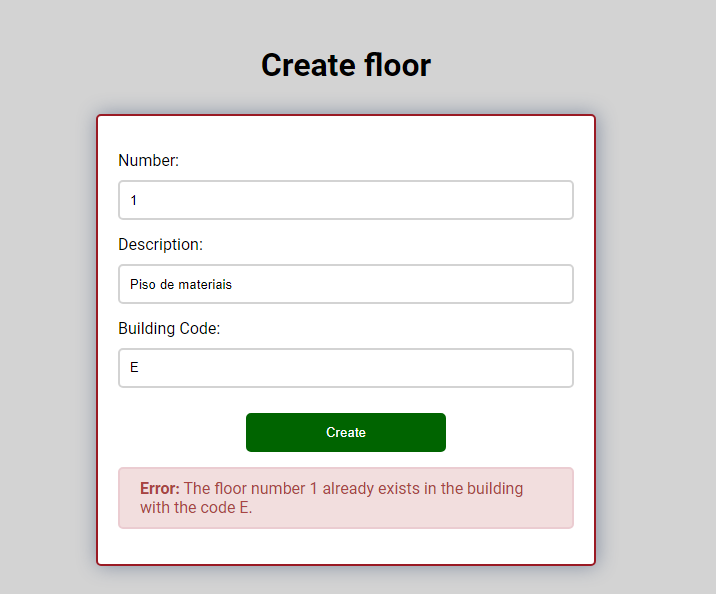 Create floor
Number:
1
Description:
Piso de materiais
Building Code:
E
Create
Error: The floor number 1 already exists in the building
with the code E.